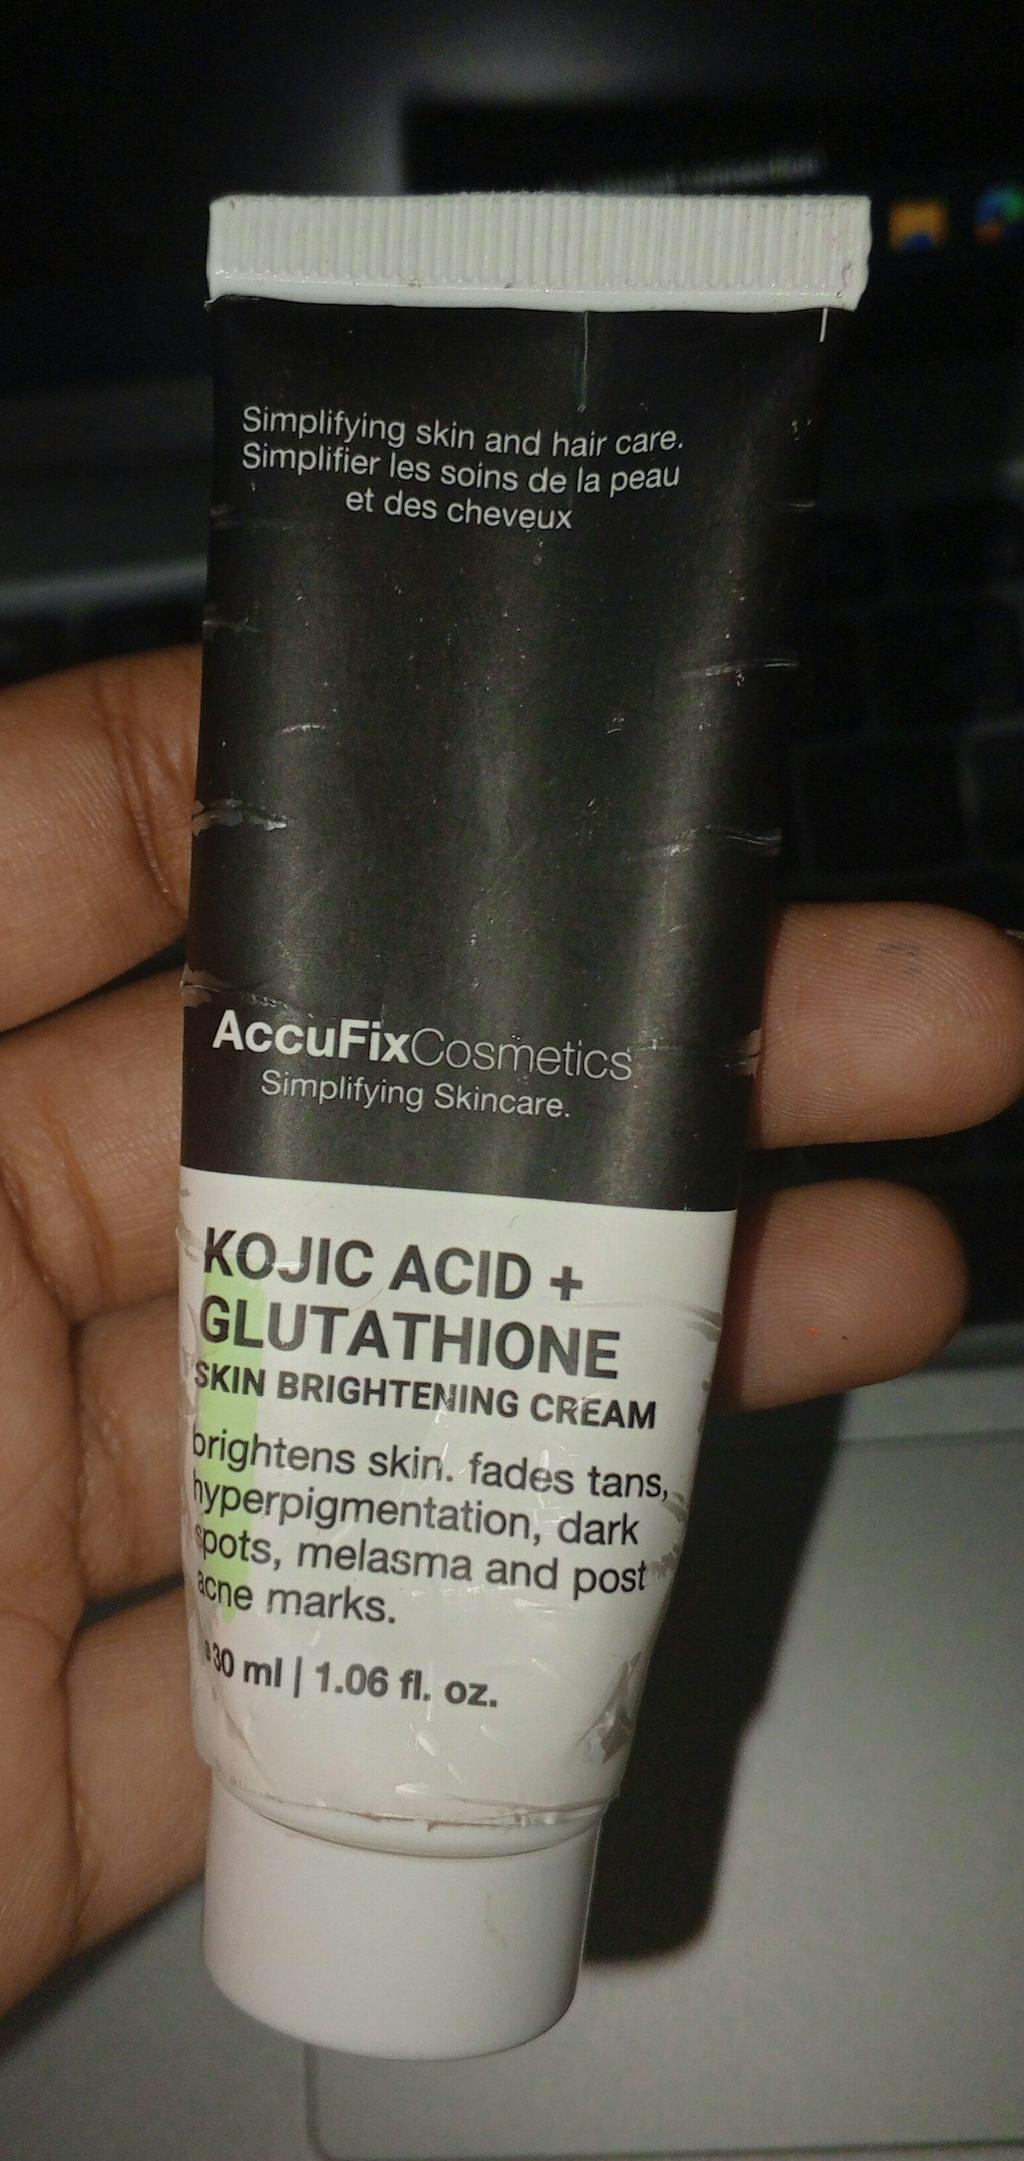 Simplifying skin and hair care.
Simplifier les soins de la peau
et des cheveux
AccuFixCosmetics
Simplifying Skincare.
KOJIC ACID +
GLUTATHIONE
SKIN BRIGHTENING CREAM
brightens skin. fades tans,
hyperpigmentation, dark
spots, melasma and post
acne marks.
℮30 ml | 1.06 fl. oz.